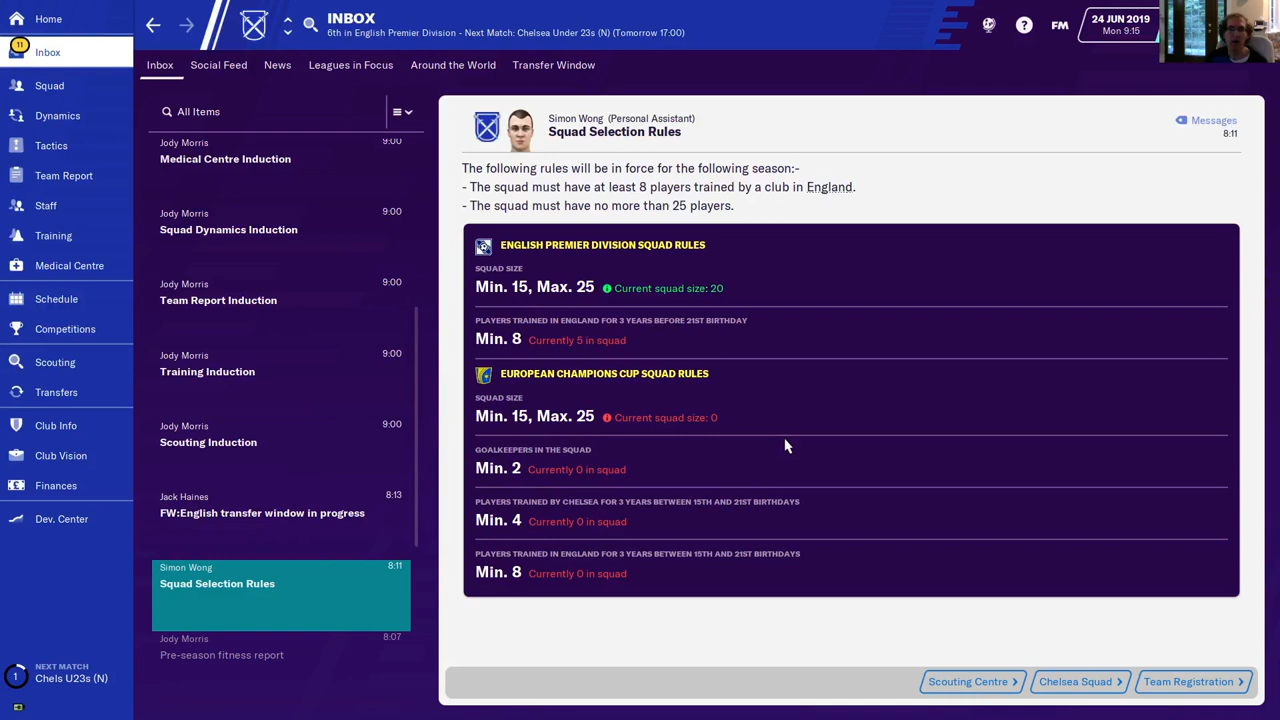 Home
11
Inbox
Squad
Dynamics
Tactics
Team Report
Staff
Training
Medical Centre
Schedule
Competitions
Scouting
Transfers
Club Info
Club Vision
Finances
Dev. Center
1
NEXT MATCH
Chels U23s (N)
INBOX
6th in English Premier Division - Next Match: Chelsea Under 23s (N) (Tomorrow 17:00)
?
FM
24 JUN 2019
Mon 9:15
Inbox
Social Feed
News
Leagues in Focus
Around the World
Transfer Window
All Items
Jody Morris 9:00
Medical Centre Induction
Jody Morris 9:00
Squad Dynamics Induction
Jody Morris 9:00
Team Report Induction
Jody Morris 9:00
Training Induction
Jody Morris 9:00
Scouting Induction
Jack Haines 8:13
FW:English transfer window in progress
Simon Wong 8:11
Squad Selection Rules
Jody Morris 8:07
Pre-season fitness report
Simon Wong (Personal Assistant)
Squad Selection Rules
Messages
8:11
The following rules will be in force for the following season:-
- The squad must have at least 8 players trained by a club in England.
- The squad must have no more than 25 players.
ENGLISH PREMIER DIVISION SQUAD RULES
SQUAD SIZE
Min. 15, Max. 25 Current squad size: 20
PLAYERS TRAINED IN ENGLAND FOR 3 YEARS BEFORE 21ST BIRTHDAY
Min. 8 Currently 5 in squad
EUROPEAN CHAMPIONS CUP SQUAD RULES
SQUAD SIZE
Min. 15, Max. 25 Current squad size: 0
GOALKEEPERS IN THE SQUAD
Min. 2 Currently 0 in squad
PLAYERS TRAINED BY CHELSEA FOR 3 YEARS BETWEEN 15TH AND 21ST BIRTHDAYS
Min. 4 Currently 0 in squad
PLAYERS TRAINED IN ENGLAND FOR 3 YEARS BETWEEN 15TH AND 21ST BIRTHDAYS
Min. 8 Currently 0 in squad
Scouting Centre
Chelsea Squad
Team Registration